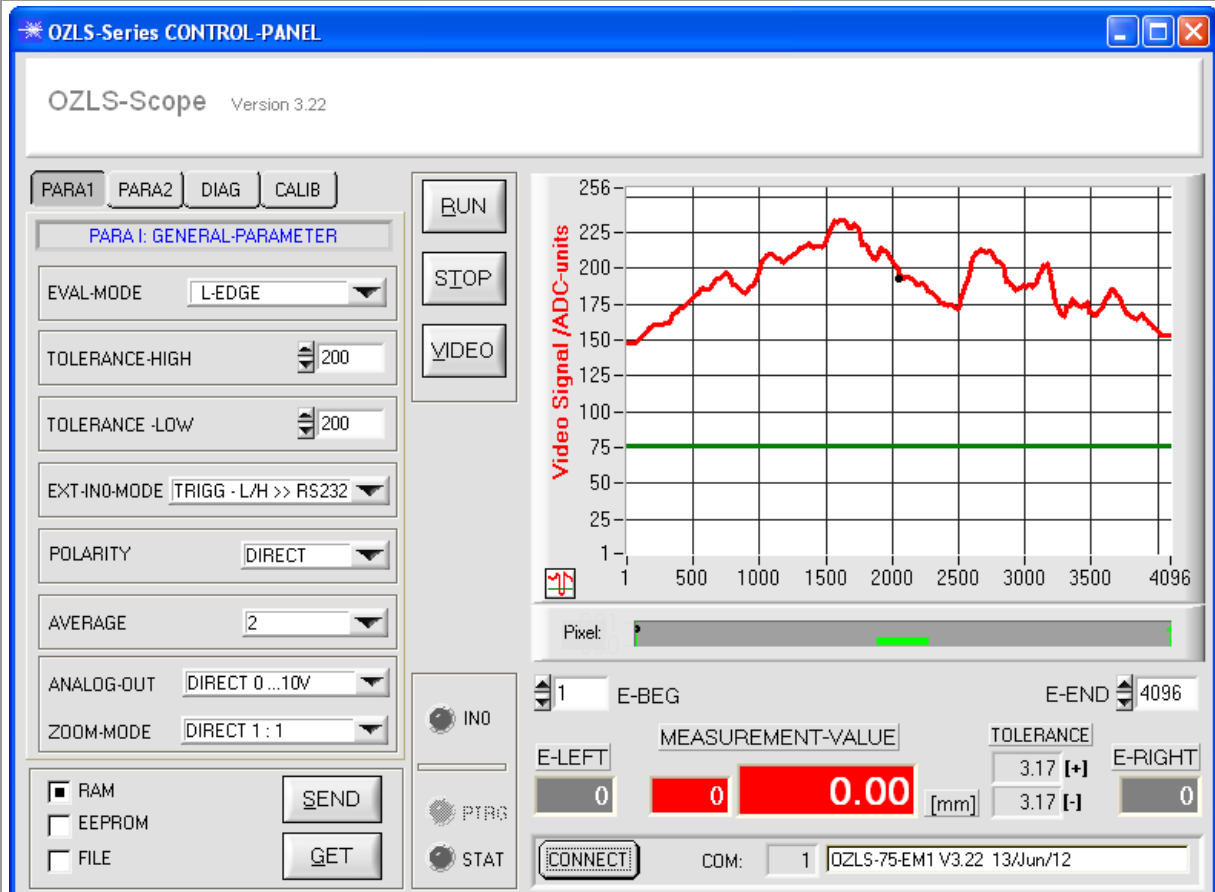 OZLS-Series CONTROL-PANEL
OZLS-Scope Version 3.22
PARA1 PARA2 DIAG CALIB
PARA I: GENERAL-PARAMETER
EVAL-MODE L-EDGE
TOLERANCE-HIGH 200
TOLERANCE -LOW 200
EXT-IN0-MODE TRIGG - L/H >> RS232
POLARITY DIRECT
AVERAGE 2
ANALOG-OUT DIRECT 0 ...10V
ZOOM-MODE DIRECT 1 : 1
RAM
EEPROM
FILE
SEND
GET
RUN
STOP
VIDEO
IN0
PTRG
STAT
Video Signal /ADC-units
256
225
200
175
150
125
100
75
50
25
1
1 500 1000 1500 2000 2500 3000 3500 4096
Pixel:
1 E-BEG
E-END 4096
E-LEFT
0
MEASUREMENT-VALUE
0 0.00 [mm]
TOLERANCE
3.17 [+]
3.17 [-]
E-RIGHT
0
CONNECT COM: 1 OZLS-75-EM1 V3.22 13/Jun/12